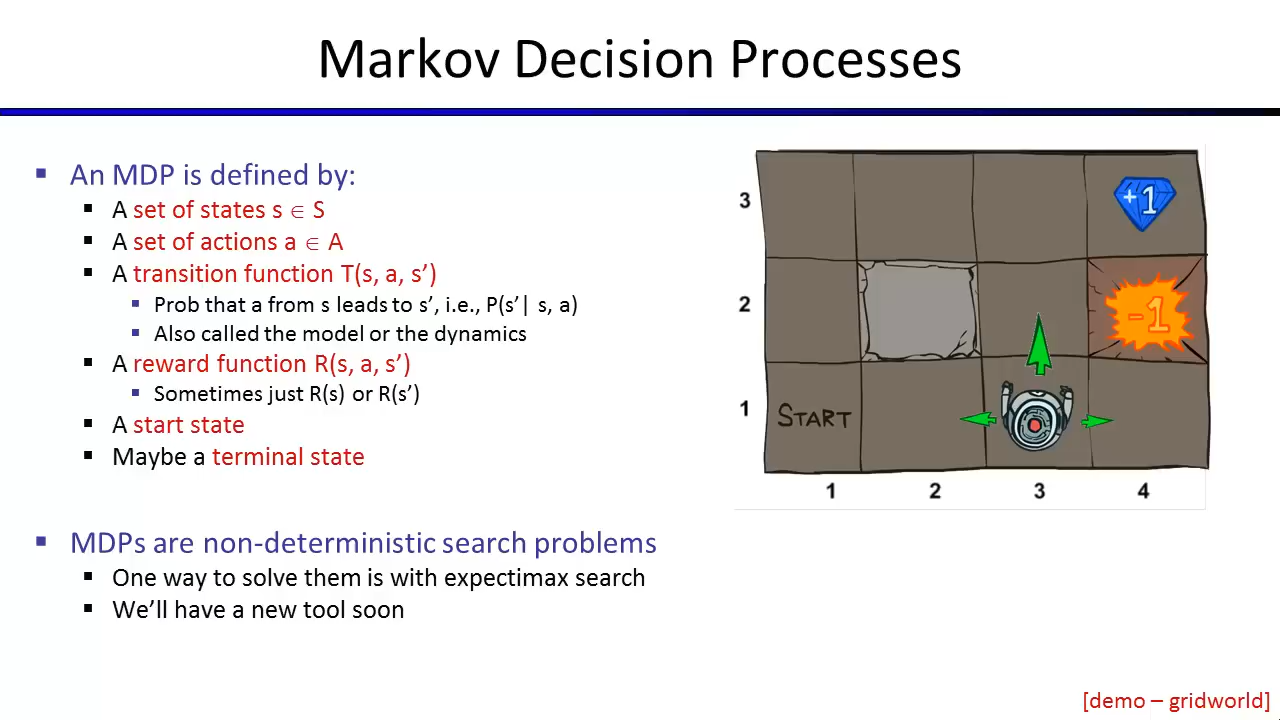 Markov Decision Processes
An MDP is defined by:
A set of states s ∈ S
A set of actions a ∈ A
A transition function T(s, a, s’)
Prob that a from s leads to s’, i.e., P(s’| s, a)
Also called the model or the dynamics
A reward function R(s, a, s’)
Sometimes just R(s) or R(s’)
A start state
Maybe a terminal state
MDPs are non-deterministic search problems
One way to solve them is with expectimax search
We’ll have a new tool soon
3
+1
2
-1
1
START
1 2 3 4
[demo – gridworld]